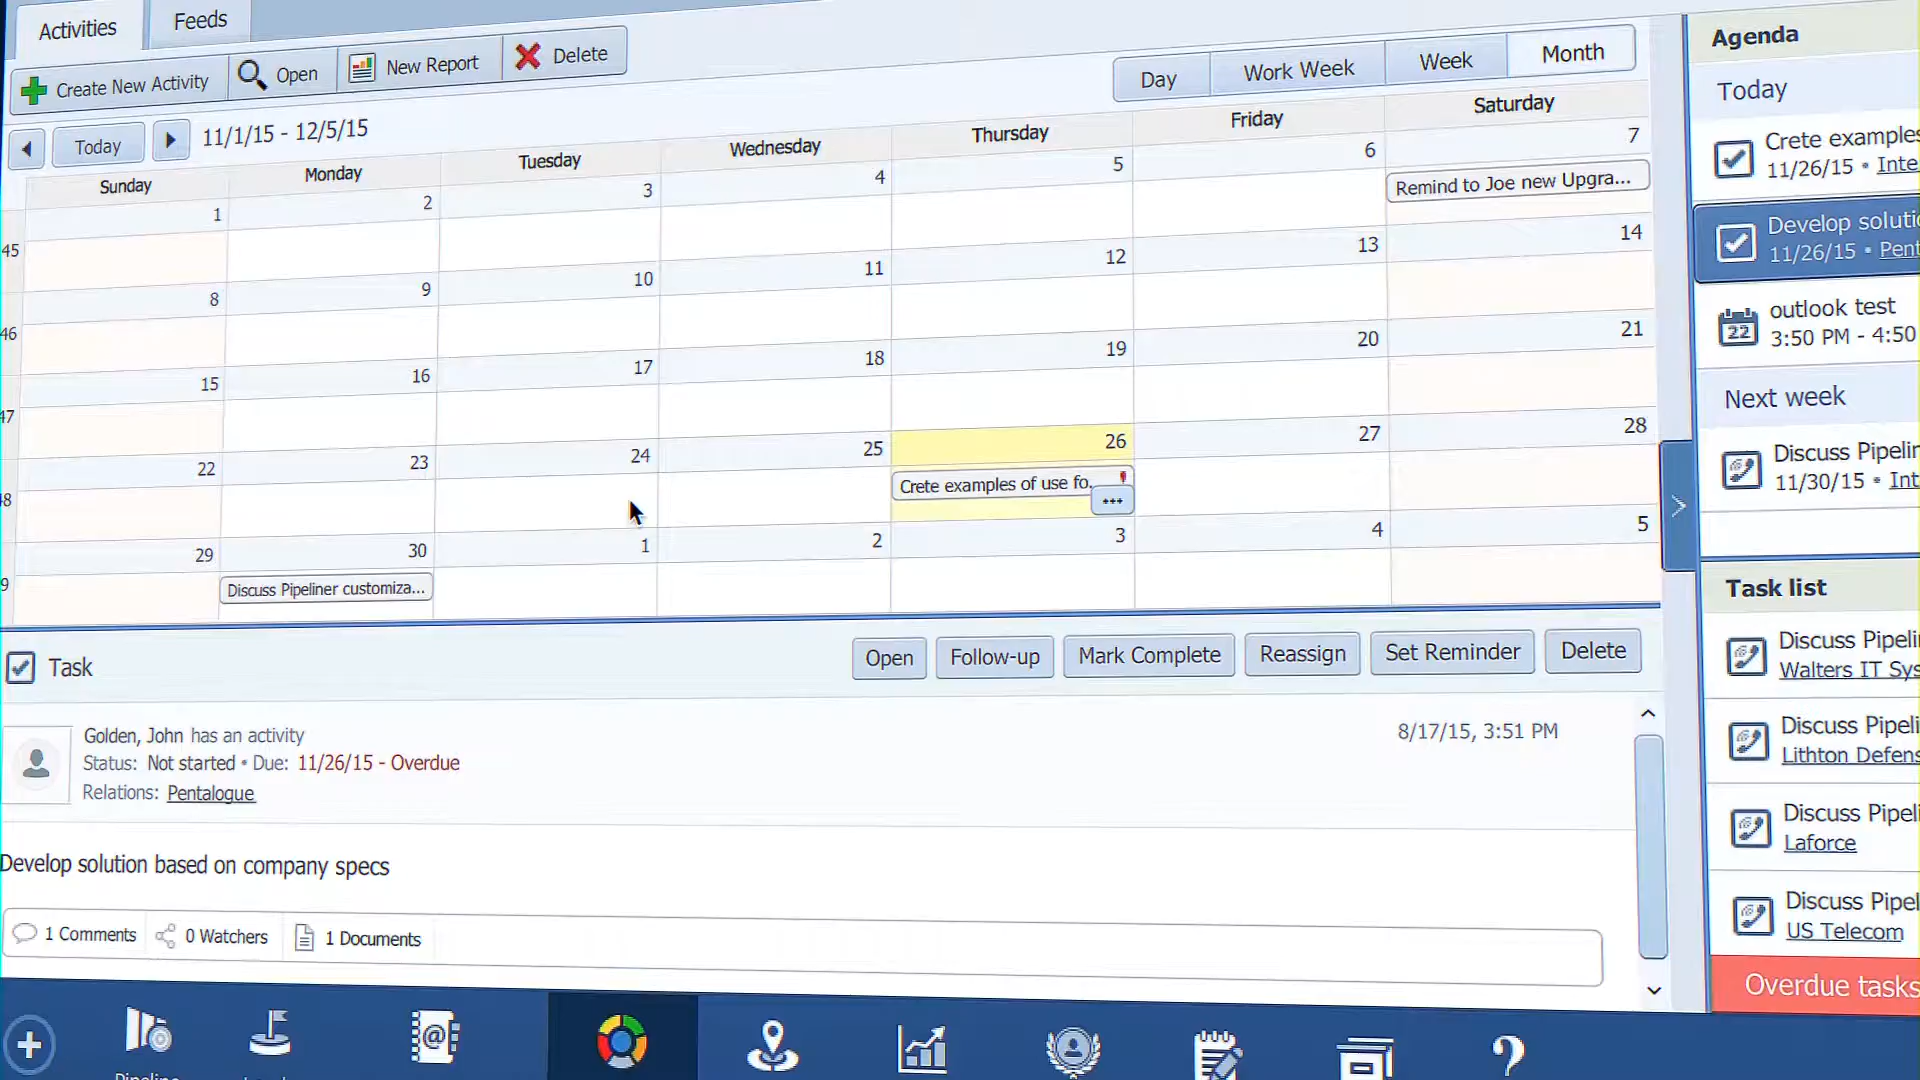 Activities
Feeds
Create New Activity
Open
New Report
Delete
Today
11/1/15 - 12/5/15
Day
Work Week
Week
Month
Sunday
Monday
Tuesday
Wednesday
Thursday
Friday
Saturday
45
1
2
3
4
5
6
7
Remind to Joe new Upgra...
46
8
9
10
11
12
13
14
47
15
16
17
18
19
20
21
22
23
24
25
26
27
28
Crete examples of use fo...
29
30
1
2
3
4
5
Discuss Pipeliner customiza...
Agenda
Today
Crete examples
11/26/15 •
Develop soluti
11/26/15 •
outlook test
22
3:50 PM - 4:50
Next week
Discuss Pipelin
11/30/15 •
Task list
Discuss Pipelin
Walters IT Sys
Discuss Pipeli
Lithton Defens
Discuss Pipeli
Laforce
Discuss Pipel
US Telecom
Overdue tasks
Task
Open
Follow-up
Mark Complete
Reassign
Set Reminder
Delete
Golden, John has an activity
8/17/15, 3:51 PM
Status: Not started • Due: 11/26/15 - Overdue
Relations: Pentalogue
Develop solution based on company specs
1 Comments
0 Watchers
1 Documents